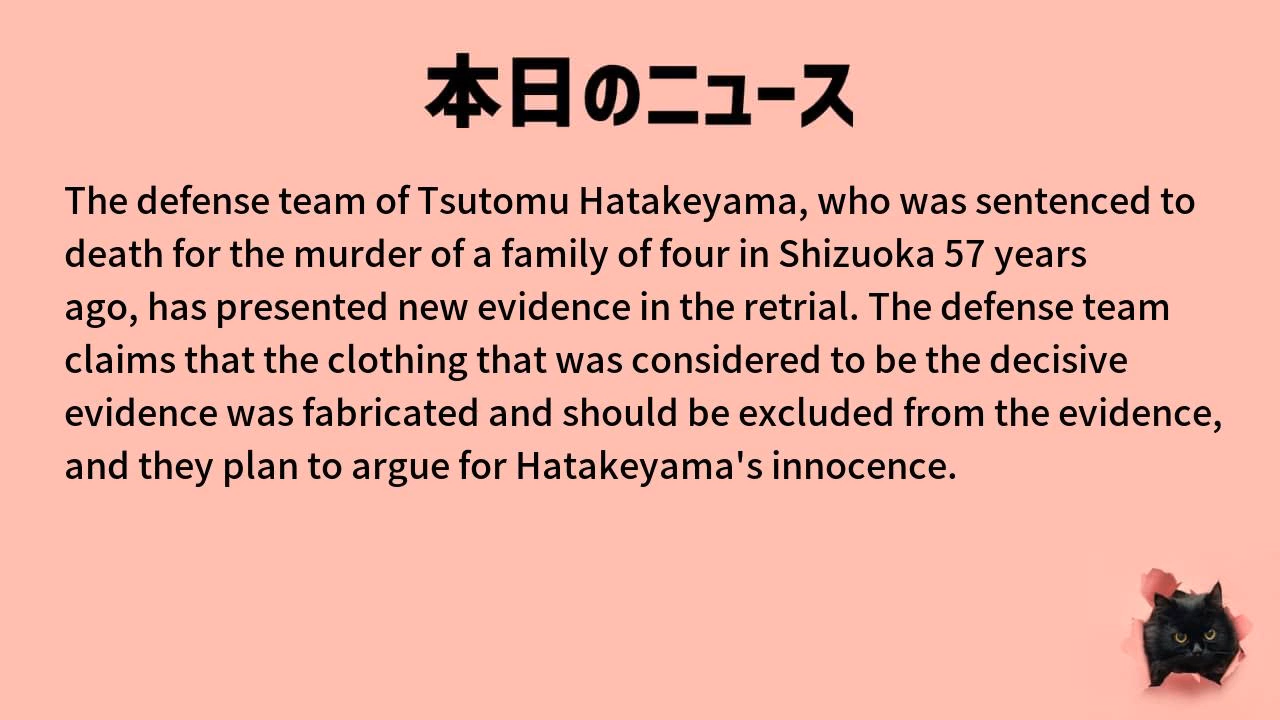 本日のニュース
The defense team of Tsutomu Hatakeyama, who was sentenced to
death for the murder of a family of four in Shizuoka 57 years
ago, has presented new evidence in the retrial. The defense team
claims that the clothing that was considered to be the decisive
evidence was fabricated and should be excluded from the evidence,
and they plan to argue for Hatakeyama's innocence.